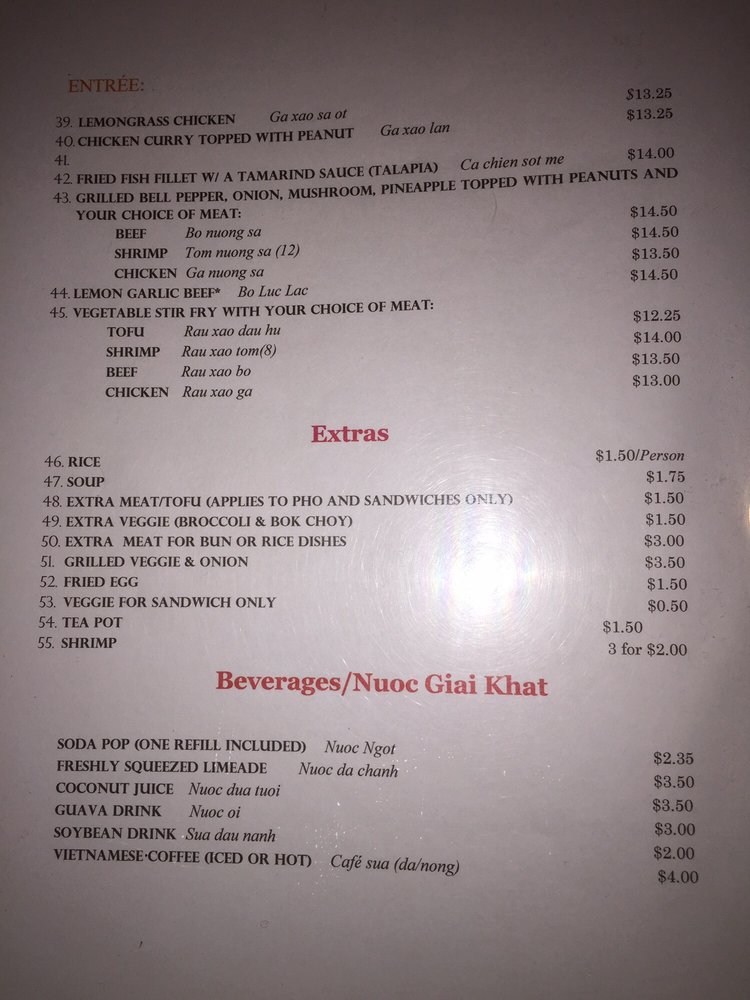 ENTRÉE:
39. LEMONGRASS CHICKEN Ga xao sa ot $13.25
40. CHICKEN CURRY TOPPED WITH PEANUT Ga xao lan $13.25
41.
42. FRIED FISH FILLET W/ A TAMARIND SAUCE (TALAPIA) Ca chien sot me $14.00
43. GRILLED BELL PEPPER, ONION, MUSHROOM, PINEAPPLE TOPPED WITH PEANUTS AND
YOUR CHOICE OF MEAT:
BEEF Bo nuong sa $14.50
SHRIMP Tom nuong sa (12) $14.50
CHICKEN Ga nuong sa $13.50
44. LEMON GARLIC BEEF* Bo Luc Lac $14.50
45. VEGETABLE STIR FRY WITH YOUR CHOICE OF MEAT:
TOFU Rau xao dau hu $12.25
SHRIMP Rau xao tom(8) $14.00
BEEF Rau xao bo $13.50
CHICKEN Rau xao ga $13.00
Extras
46. RICE $1.50/Person
47. SOUP $1.75
48. EXTRA MEAT/TOFU (APPLIES TO PHO AND SANDWICHES ONLY) $1.50
49. EXTRA VEGGIE (BROCCOLI & BOK CHOY) $1.50
50. EXTRA MEAT FOR BUN OR RICE DISHES $3.00
51. GRILLED VEGGIE & ONION $3.50
52. FRIED EGG $1.50
53. VEGGIE FOR SANDWICH ONLY $0.50
54. TEA POT $1.50
55. SHRIMP 3 for $2.00
Beverages/Nuoc Giai Khat
SODA POP (ONE REFILL INCLUDED) Nuoc Ngot $2.35
FRESHLY SQUEEZED LIMEADE Nuoc da chanh $3.50
COCONUT JUICE Nuoc dua tuoi $3.50
GUAVA DRINK Nuoc oi $3.00
SOYBEAN DRINK Sua dau nanh $2.00
VIETNAMESE·COFFEE (ICED OR HOT) Café sua (da/nong) $4.00